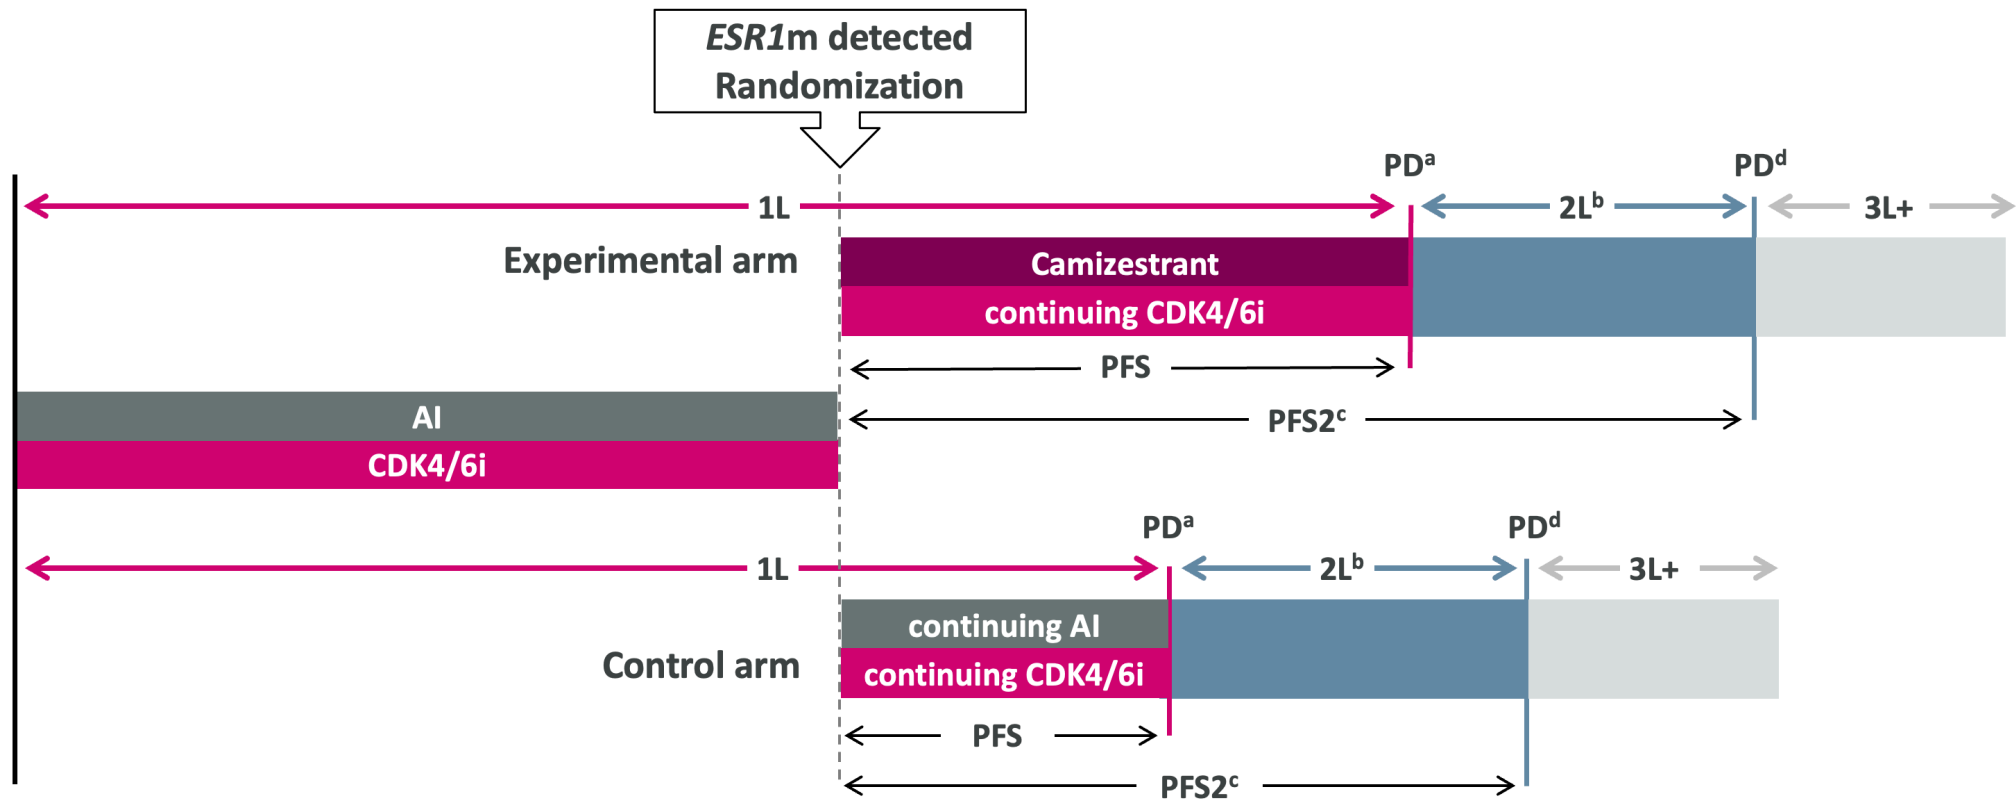 ESR1m detected
Randomization
PDa
PDd
1L
2Lb
3L+
Experimental arm
Camizestrant
continuing CDK4/6i
PFS
PFS2c
AI
CDK4/6i
PDa
PDd
1L
2Lb
3L+
continuing AI
Control arm
continuing CDK4/6i
PFS
PFS2c